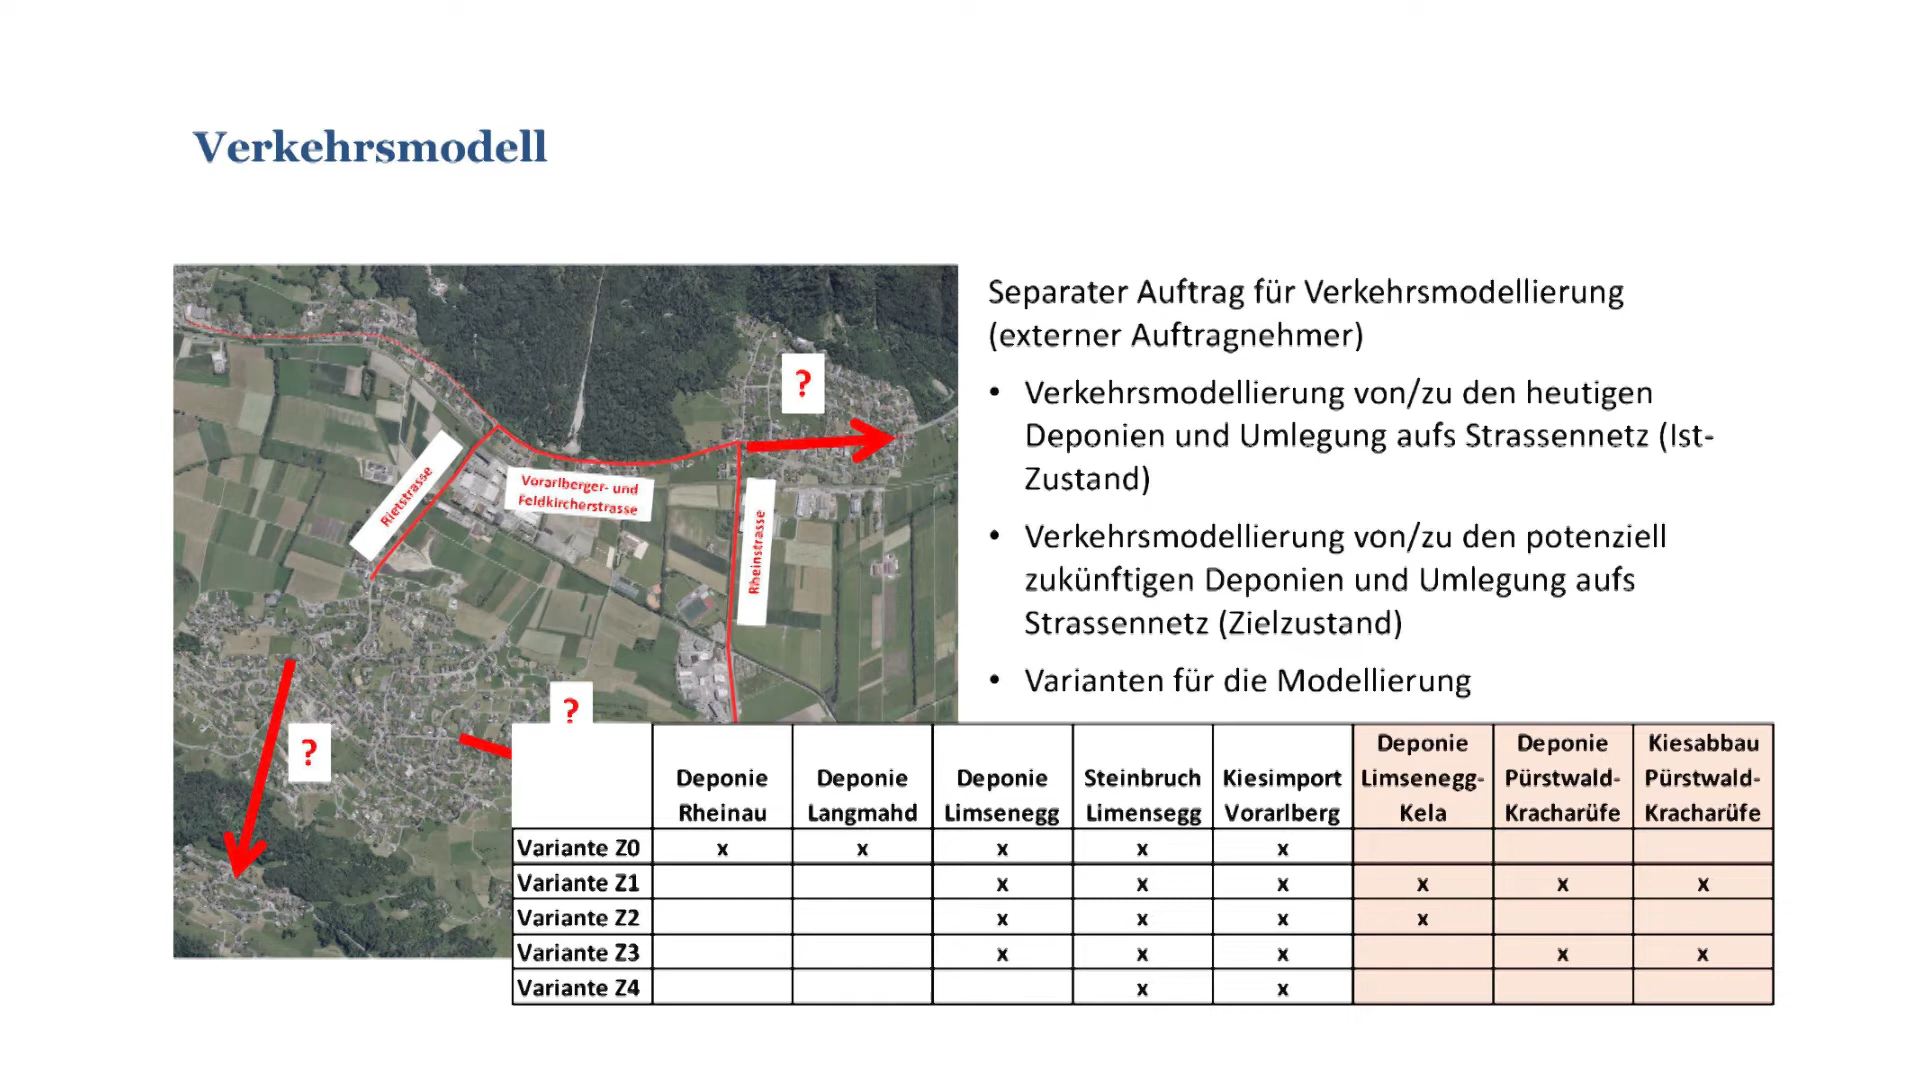 Verkehrsmodell
?
Rietstrasse
Vorarlberger- und
Feldkircherstrasse
Rheinstrasse
?
?
Separater Auftrag für Verkehrsmodellierung
(externer Auftragnehmer)
• Verkehrsmodellierung von/zu den heutigen
Deponien und Umlegung aufs Strassennetz (Ist-
Zustand)
• Verkehrsmodellierung von/zu den potenziell
zukünftigen Deponien und Umlegung aufs
Strassennetz (Zielzustand)
• Varianten für die Modellierung
Deponie Rheinau Deponie Langmahd Deponie Limsenegg Steinbruch Limensegg Kiesimport Vorarlberg Deponie Limsenegg-Kela Deponie Pürstwald-Kracharüfe Kiesabbau Pürstwald-Kracharüfe
Variante Z0 x x x x x
Variante Z1 x x x x x x
Variante Z2 x x x x
Variante Z3 x x x x x
Variante Z4 x x